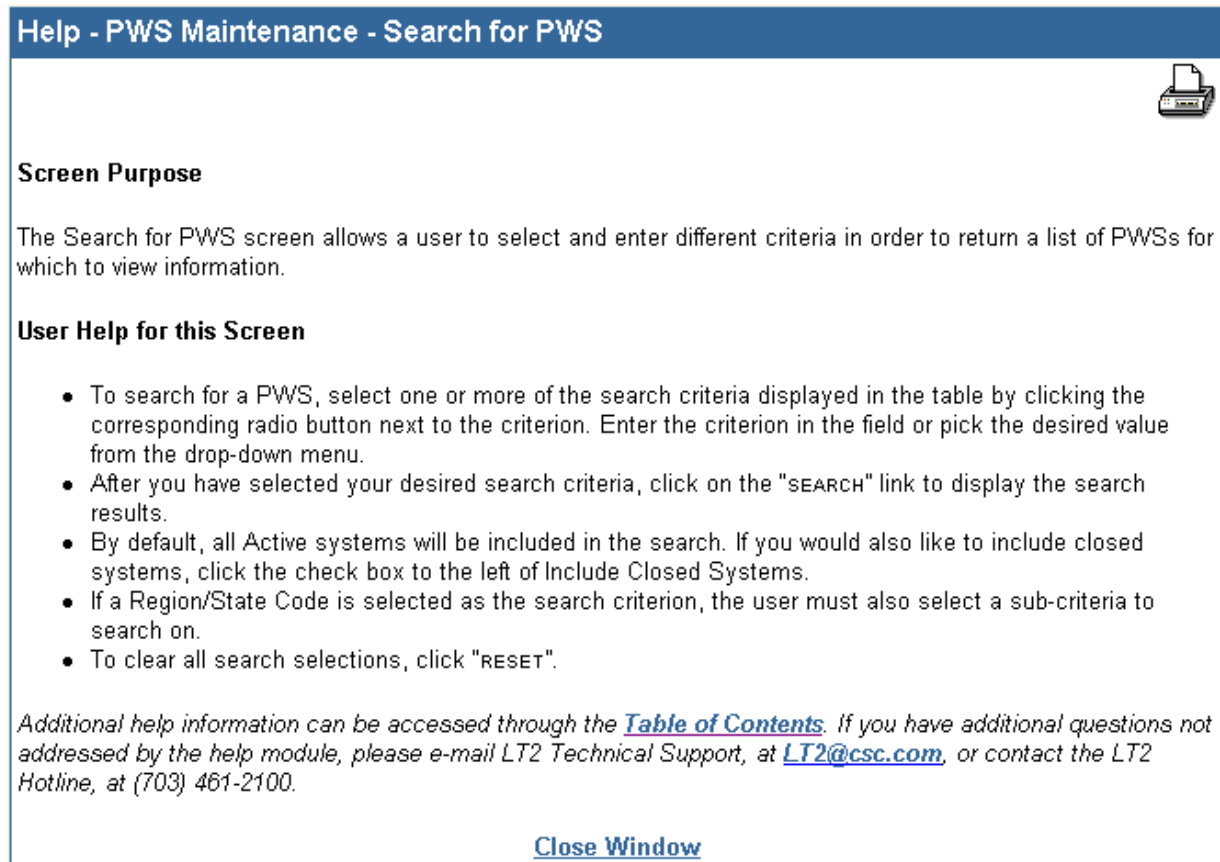 Help - PWS Maintenance - Search for PWS
Screen Purpose
The Search for PWS screen allows a user to select and enter different criteria in order to return a list of PWSs for
which to view information.
User Help for this Screen
• To search for a PWS, select one or more of the search criteria displayed in the table by clicking the
corresponding radio button next to the criterion. Enter the criterion in the field or pick the desired value
from the drop-down menu.
• After you have selected your desired search criteria, click on the "SEARCH" link to display the search
results.
• By default, all Active systems will be included in the search. If you would also like to include closed
systems, click the check box to the left of Include Closed Systems.
• If a Region/State Code is selected as the search criterion, the user must also select a sub-criteria to
search on.
• To clear all search selections, click "RESET".
Additional help information can be accessed through the Table of Contents. If you have additional questions not
addressed by the help module, please e-mail LT2 Technical Support, at LT2@csc.com, or contact the LT2
Hotline, at (703) 461-2100.
Close Window